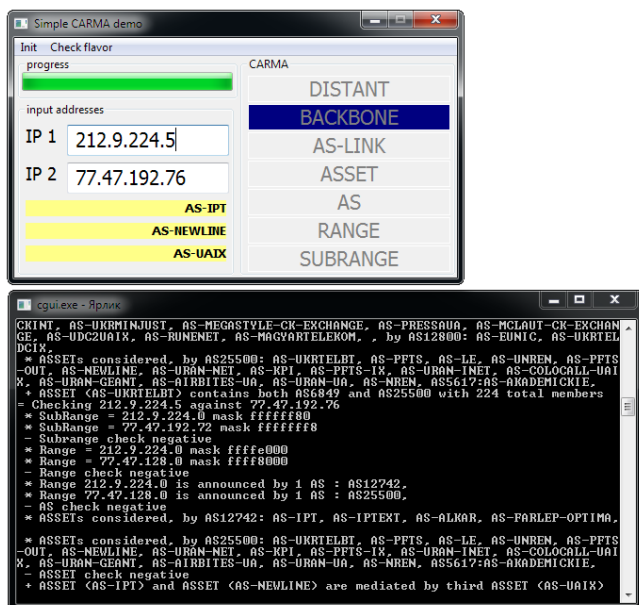 Simple CARMA demo
Init Check flavor
progress
CARMA
DISTANT
BACKBONE
AS-LINK
ASSET
AS
RANGE
SUBRANGE
input addresses
IP 1 212.9.224.5
IP 2 77.47.192.76
AS-IPT
AS-NEWLINE
AS-UAIX
cgui.exe - Ярлик
CKINT, AS-UKRMINJUST, AS-MEGASTYLE-CK-EXCHANGE, AS-PRESSAUA, AS-MCLAUT-CK-EXCHAN
GE, AS-UDC2UAIX, AS-RUNENET, AS-MAGYARTELEKOM, , by AS12800: AS-EUNIC, AS-UKRTEL
DCIX,
* ASSETs considered, by AS25500: AS-UKRTELBT, AS-PFTS, AS-LE, AS-UNREN, AS-PFTS
-OUT, AS-NEWLINE, AS-URAN-NET, AS-KPI, AS-PFTS-IX, AS-URAN-INET, AS-COLOCALL-UAI
X, AS-URAN-GEANT, AS-AIRBITES-UA, AS-URAN-UA, AS-NREN, AS5617:AS-AKADEMICKIE,
+ ASSET (AS-UKRTELBT) contains both AS6849 and AS25500 with 224 total members
= Checking 212.9.224.5 against 77.47.192.76
* SubRange = 212.9.224.0 mask ffffff80
* SubRange = 77.47.192.72 mask fffffff8
- Subrange check negative
* Range = 212.9.224.0 mask ffffe000
* Range = 77.47.128.0 mask ffff8000
- Range check negative
* Range 212.9.224.0 is announced by 1 AS : AS12742,
* Range 77.47.128.0 is announced by 1 AS : AS25500,
- AS check negative
* ASSETs considered, by AS12742: AS-IPT, AS-IPTEXT, AS-ALKAR, AS-FARLEP-OPTIMA,
* ASSETs considered, by AS25500: AS-UKRTELBT, AS-PFTS, AS-LE, AS-UNREN, AS-PFTS
-OUT, AS-NEWLINE, AS-URAN-NET, AS-KPI, AS-PFTS-IX, AS-URAN-INET, AS-COLOCALL-UAI
X, AS-URAN-GEANT, AS-AIRBITES-UA, AS-URAN-UA, AS-NREN, AS5617:AS-AKADEMICKIE,
- ASSET check negative
+ ASSET (AS-IPT) and ASSET (AS-NEWLINE) are mediated by third ASSET (AS-UAIX)